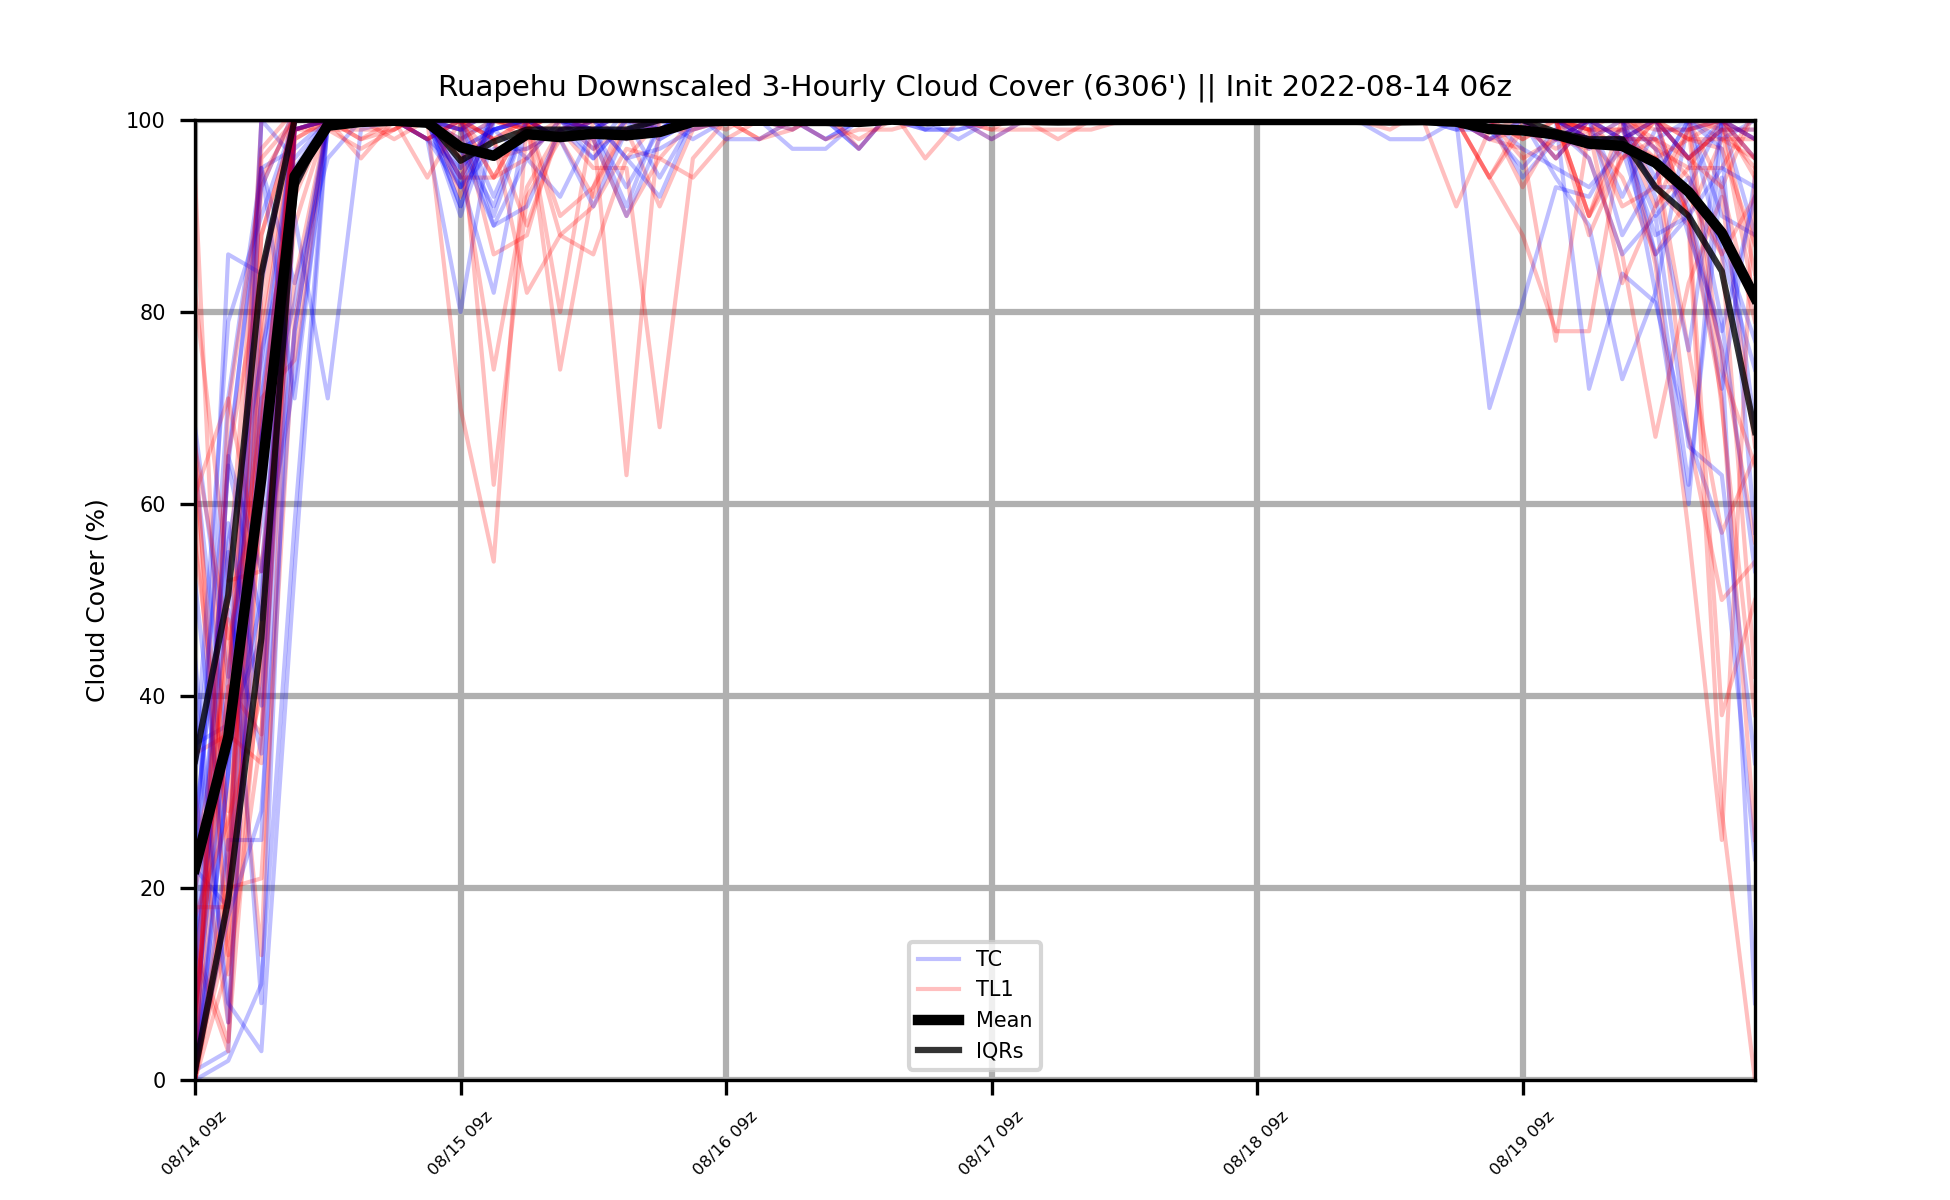 Ruapehu Downscaled 3-Hourly Cloud Cover (6306') || Init 2022-08-14 06z
Cloud Cover (%)
100
80
60
40
20
0
TC
TL1
Mean
IQRs
08/14 09z
08/15 09z
08/16 09z
08/17 09z
08/18 09z
08/19 09z